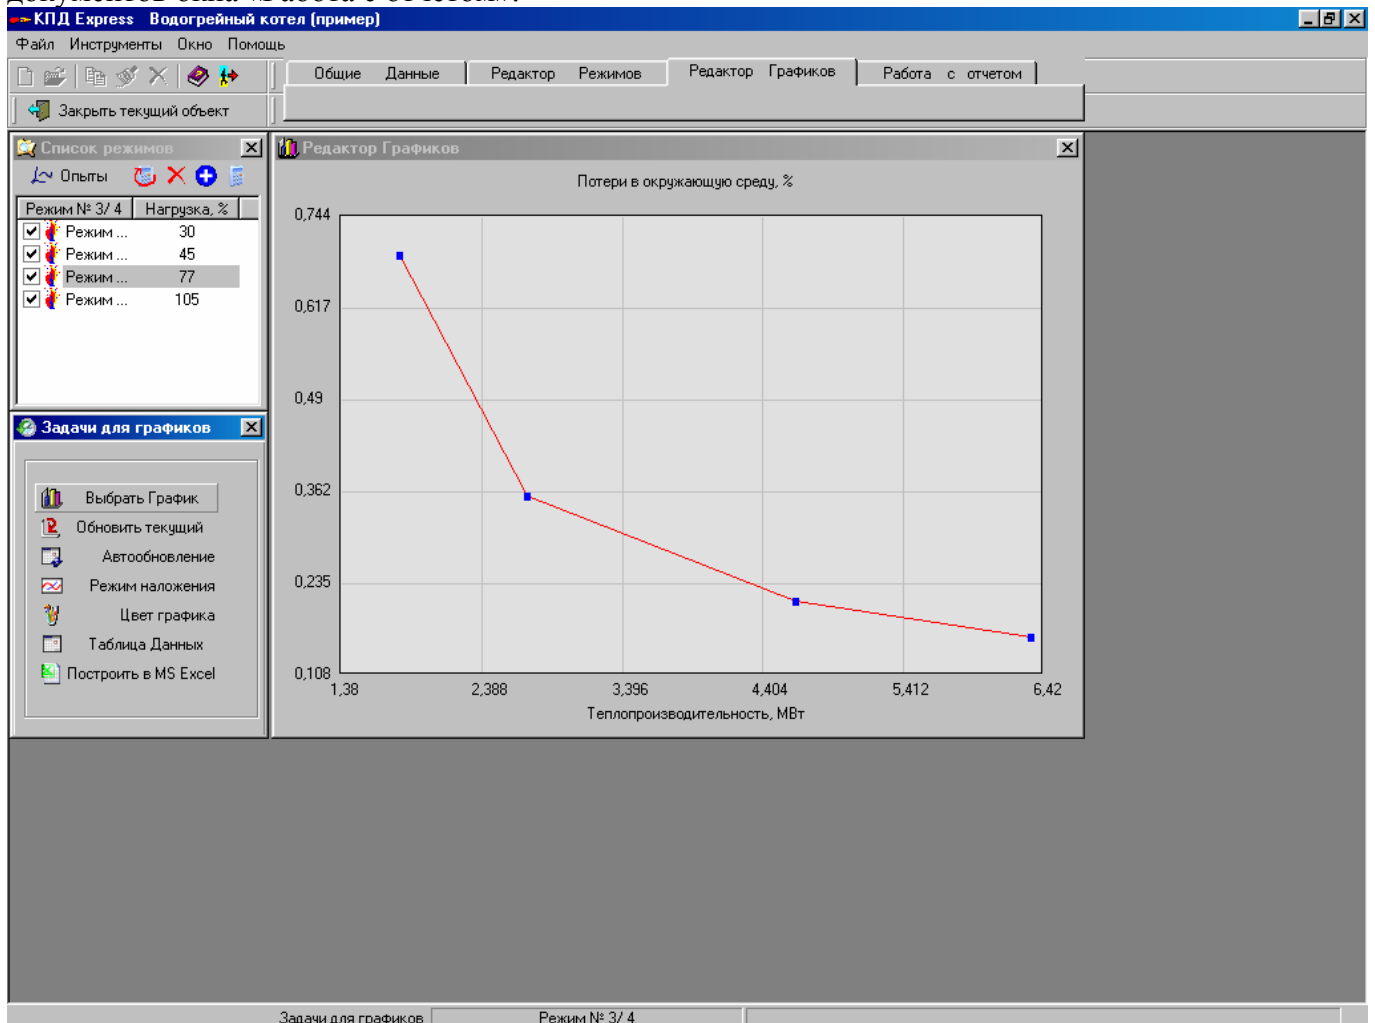 КПД Express Водогрейный котел (пример)
Файл Инструменты Окно Помощь
Общие Данные Редактор Режимов Редактор Графиков Работа с отчетом
Закрыть текущий объект
Список режимов
Опыты
Режим № 3/ 4 Нагрузка, %
Режим ... 30
Режим ... 45
Режим ... 77
Режим ... 105
Задачи для графиков
Выбрать График
Обновить текущий
Автообновление
Режим наложения
Цвет графика
Таблица Данных
Построить в MS Excel
Редактор Графиков
Потери в окружающую среду, %
0,744
0,617
0,49
0,362
0,235
0,108
1,38 2,388 3,396 4,404 5,412 6,42
Теплопроизводительность, МВт
Задачи для графиков Режим № 3/ 4